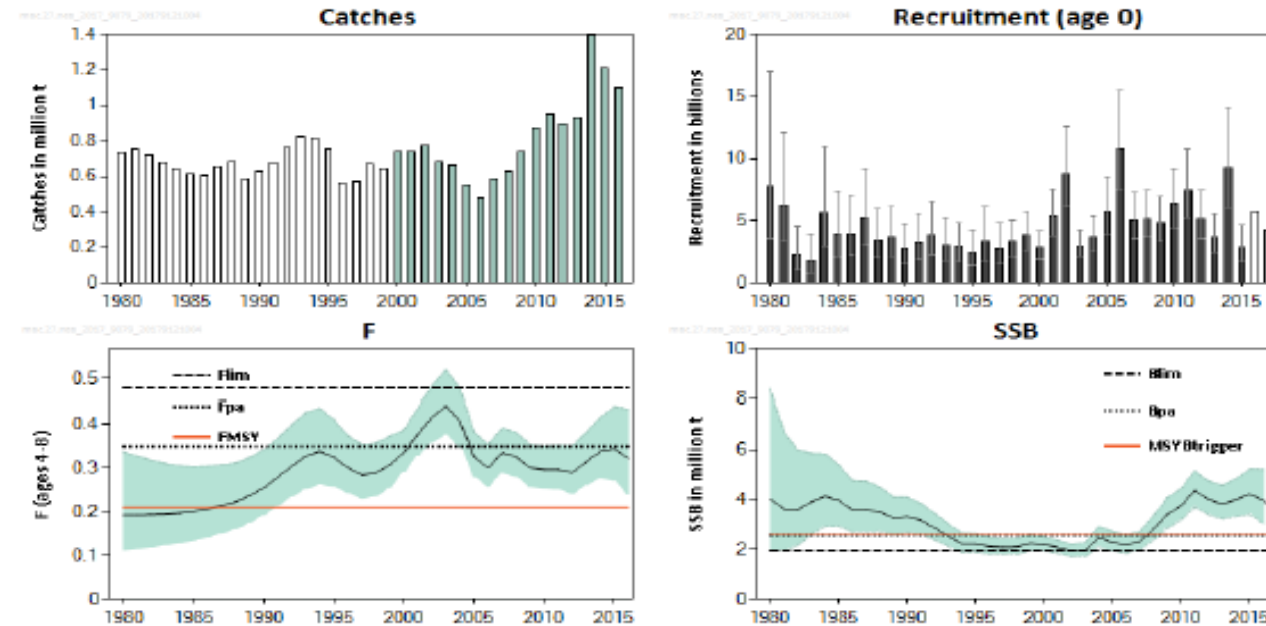 Catches
Catches in million t
1.4
1.2
1
0.8
0.6
0.4
0.2
0
1980 1985 1990 1995 2000 2005 2010 2015
Recruitment (age 0)
Recruitment in billions
20
15
10
5
0
1980 1985 1990 1995 2000 2005 2010 2015
F
F (ages 4-8)
0.5
0.4
0.3
0.2
0.1
0
Flim
Fpa
FMSY
1980 1985 1990 1995 2000 2005 2010 2015
SSB
SSB in million t
10
8
6
4
2
0
Blim
Bpa
MSY Btrigger
1980 1985 1990 1995 2000 2005 2010 2015